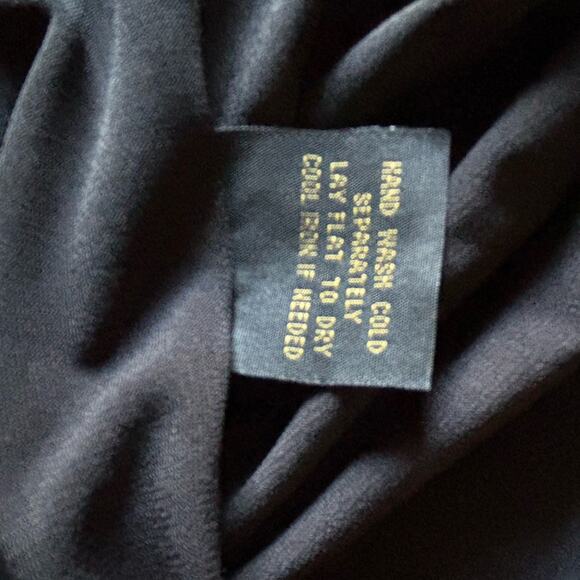 HAND WASH COLD
SEPARATELY
LAY FLAT TO DRY
COOL IRON IF NEEDED